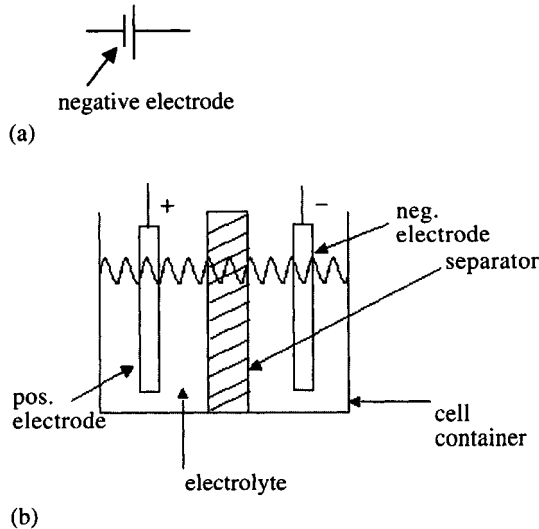 negative electrode
(a)
+
−
neg.
electrode
separator
pos.
electrode
electrolyte
cell
container
(b)